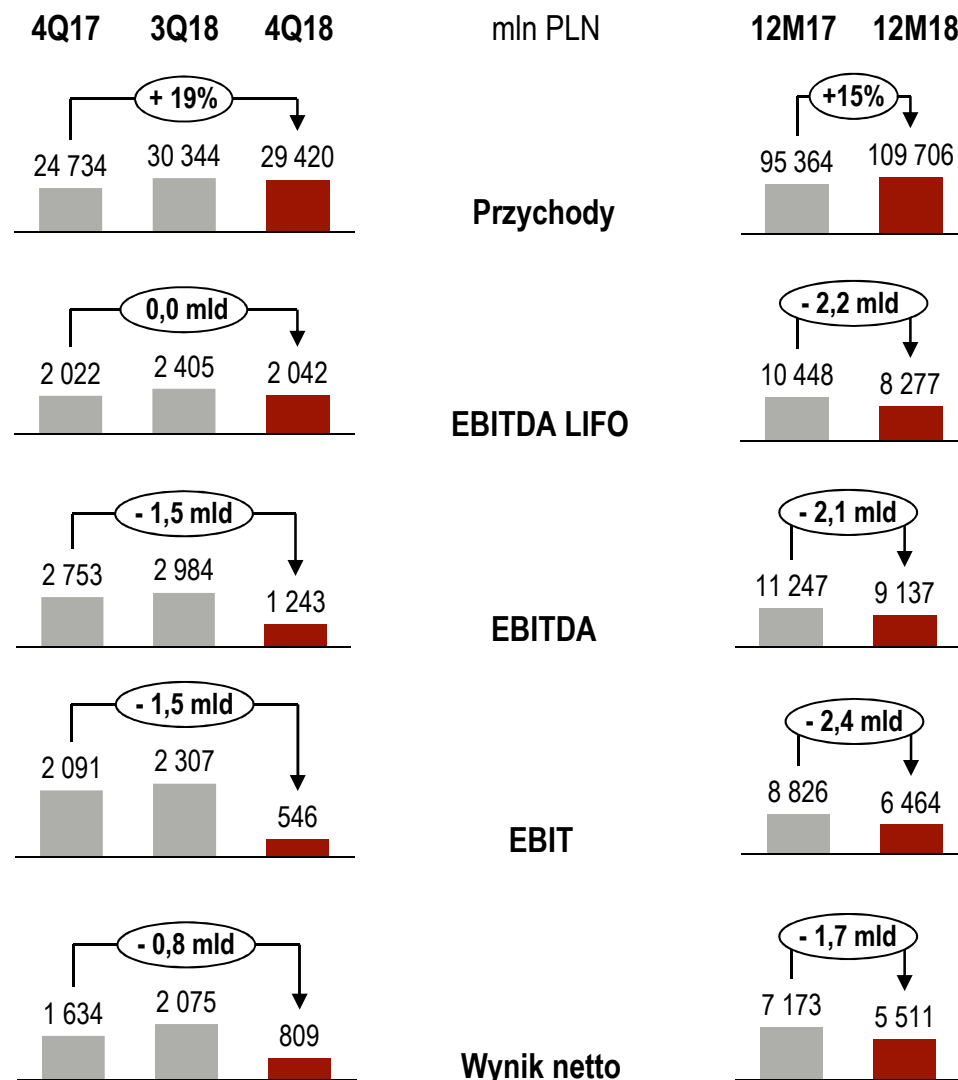 4Q17 3Q18 4Q18 mln PLN 12M17 12M18
+ 19% +15%
24 734 30 344 29 420 95 364 109 706
Przychody
0,0 mld - 2,2 mld
2 022 2 405 2 042 10 448 8 277
EBITDA LIFO
- 1,5 mld - 2,1 mld
2 753 2 984 1 243 11 247 9 137
EBITDA
- 1,5 mld - 2,4 mld
2 091 2 307 546 8 826 6 464
EBIT
- 0,8 mld - 1,7 mld
1 634 2 075 809 7 173 5 511
Wynik netto